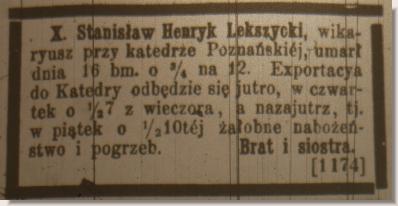 X. Stanisław Henryk Lekszycki, wika-
ryusz przy katedrze Poznańskiéj, umarł
dnia 16 bm. o 3/4 na 12. Exportacya
do Katedry odbędzie się jutro, w czwar-
tek o 1/27 z wieczora, a nazajutrz, tj.
w piątek o 1/210téj żałobne nabożeń-
stwo i pogrzeb. Brat i siostra.
[1174]